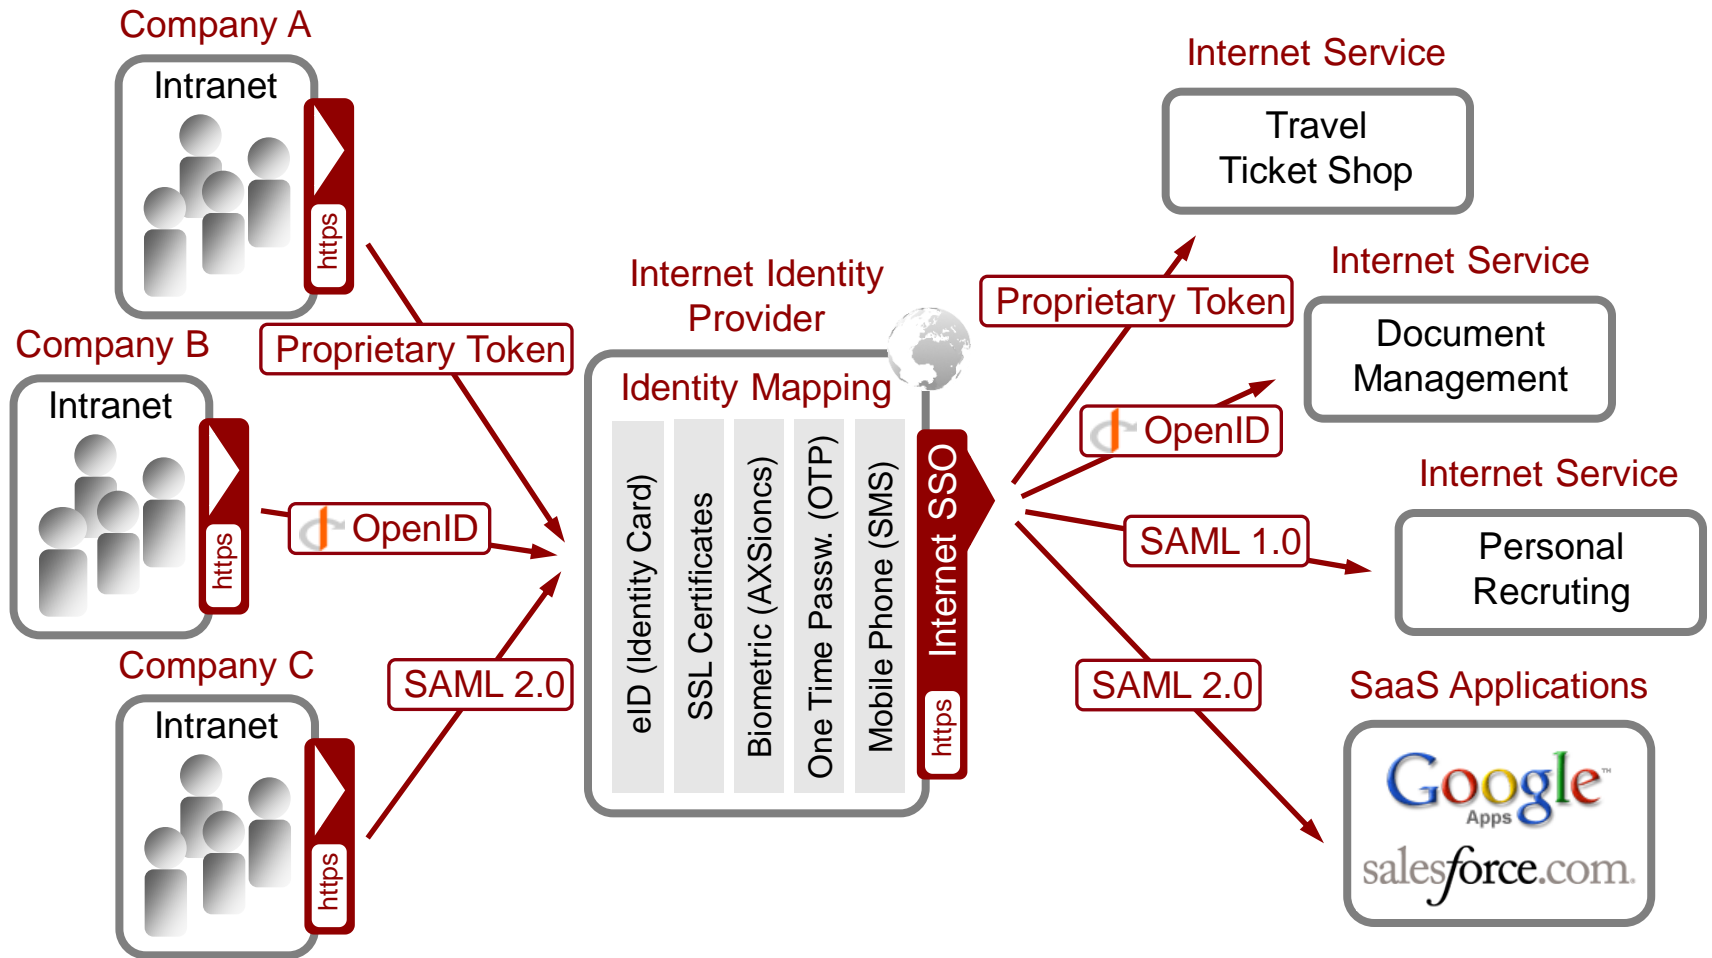 Company A
Intranet
https
Proprietary Token
Company B
Intranet
https
OpenID
Company C
Intranet
https
SAML 2.0
Internet Identity
Provider
Identity Mapping
eID (Identity Card)
SSL Certificates
Biometric (AXSioncs)
One Time Passw. (OTP)
Mobile Phone (SMS)
Internet SSO
https
Proprietary Token
OpenID
SAML 1.0
SAML 2.0
Internet Service
Travel
Ticket Shop
Internet Service
Document
Management
Internet Service
Personal
Recruting
SaaS Applications
Google™
Apps
salesforce.com®